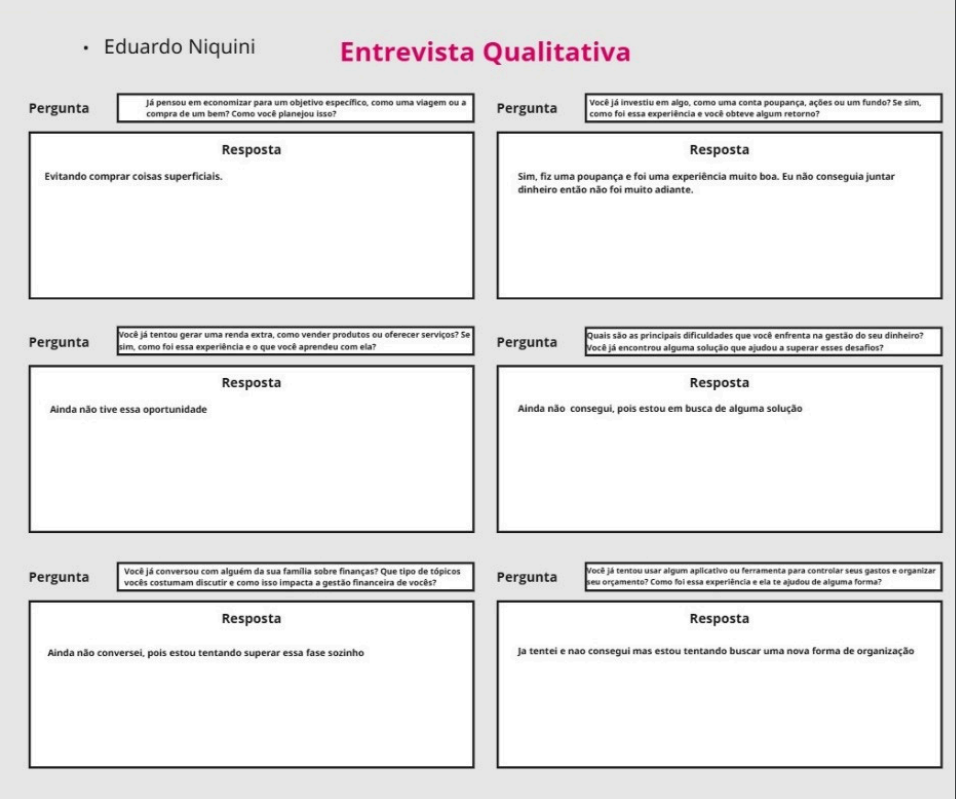 • Eduardo Niquini
Entrevista Qualitativa
Pergunta
Já pensou em economizar para um objetivo específico, como uma viagem ou a
compra de um bem? Como você planejou isso?
Resposta
Evitando comprar coisas superficiais.
Pergunta
Você já investiu em algo, como uma conta poupança, ações ou um fundo? Se sim,
como foi essa experiência e você obteve algum retorno?
Resposta
Sim, fiz uma poupança e foi uma experiência muito boa. Eu não conseguia juntar
dinheiro então não foi muito adiante.
Pergunta
Você já tentou gerar uma renda extra, como vender produtos ou oferecer serviços? Se
sim, como foi essa experiência e o que você aprendeu com ela?
Resposta
Ainda não tive essa oportunidade
Pergunta
Quais são as principais dificuldades que você enfrenta na gestão do seu dinheiro?
Você já encontrou alguma solução que ajudou a superar esses desafios?
Resposta
Ainda não consegui, pois estou em busca de alguma solução
Pergunta
Você já conversou com alguém da sua família sobre finanças? Que tipo de tópicos
vocês costumam discutir e como isso impacta a gestão financeira de vocês?
Resposta
Ainda não conversei, pois estou tentando superar essa fase sozinho
Pergunta
Você já tentou usar algum aplicativo ou ferramenta para controlar seus gastos e organizar
seu orçamento? Como foi essa experiência e ela te ajudou de alguma forma?
Resposta
Ja tentei e nao consegui mas estou tentando buscar uma nova forma de organização